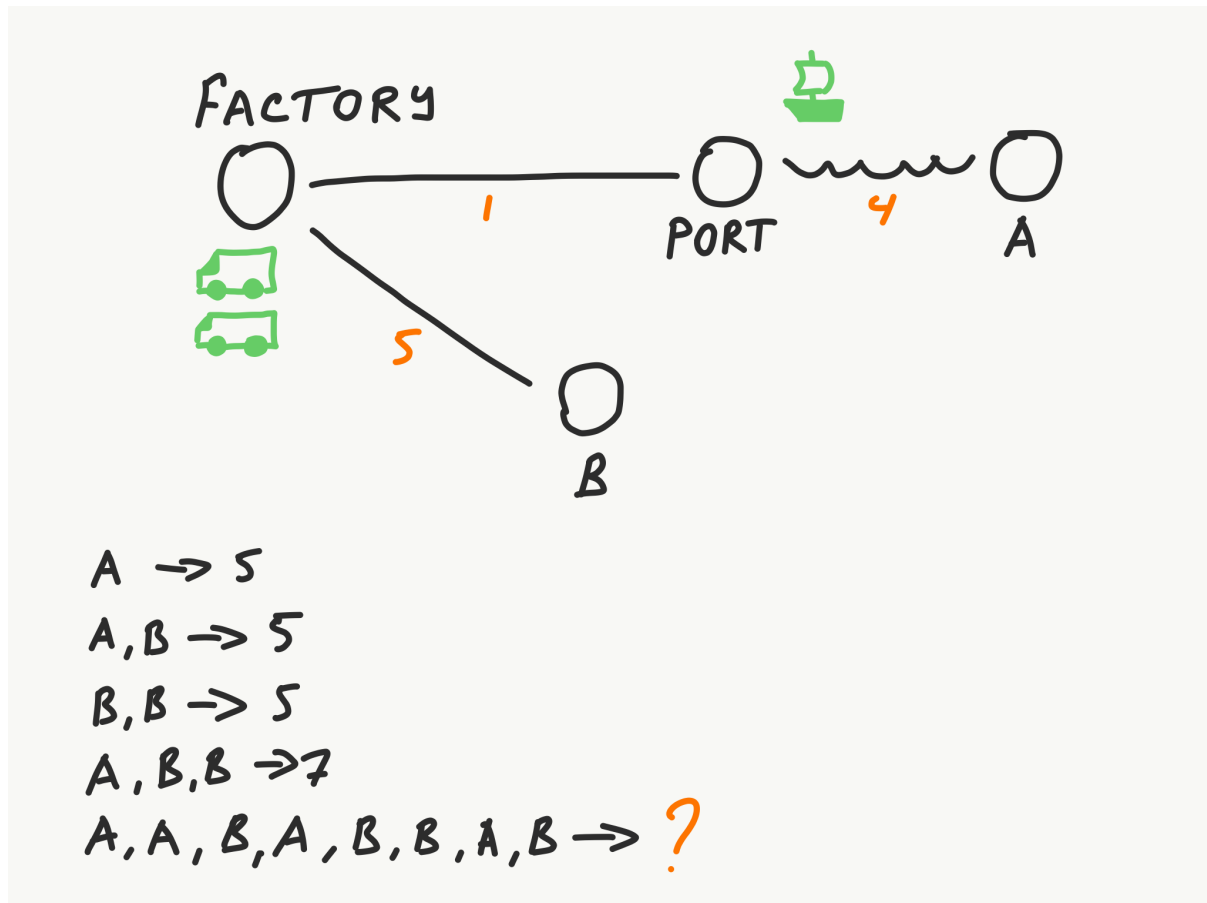 FACTORY
1
PORT
4
A
5
B
A → 5
A, B → 5
B, B → 5
A, B, B → 7
A, A, B, A, B, B, A, B → ?